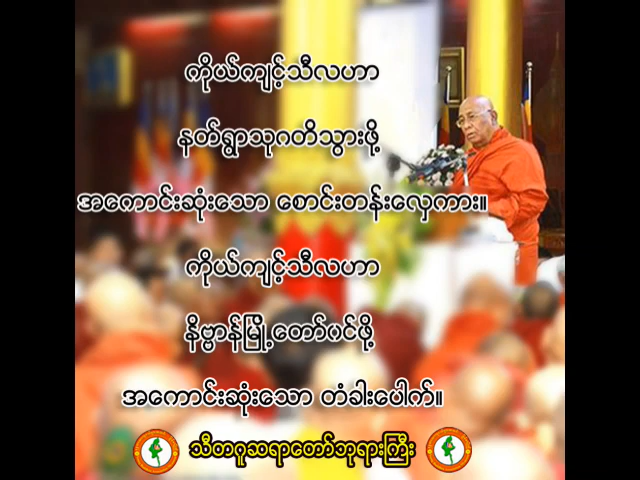 ကိုယ်ကျင့်သီလဟာ
နတ်ရွာသုဂတိသွားဖို့
အကောင်းဆုံးသော စောင်းတန်းလှေကား။
ကိုယ်ကျင့်သီလဟာ
နိဗ္ဗာန်မြို့တော်ဖင်ဖို့
အကောင်းဆုံးသော တံခါးပေါက်။
သီတဂူဆရာတော်ဘုရားကြီး